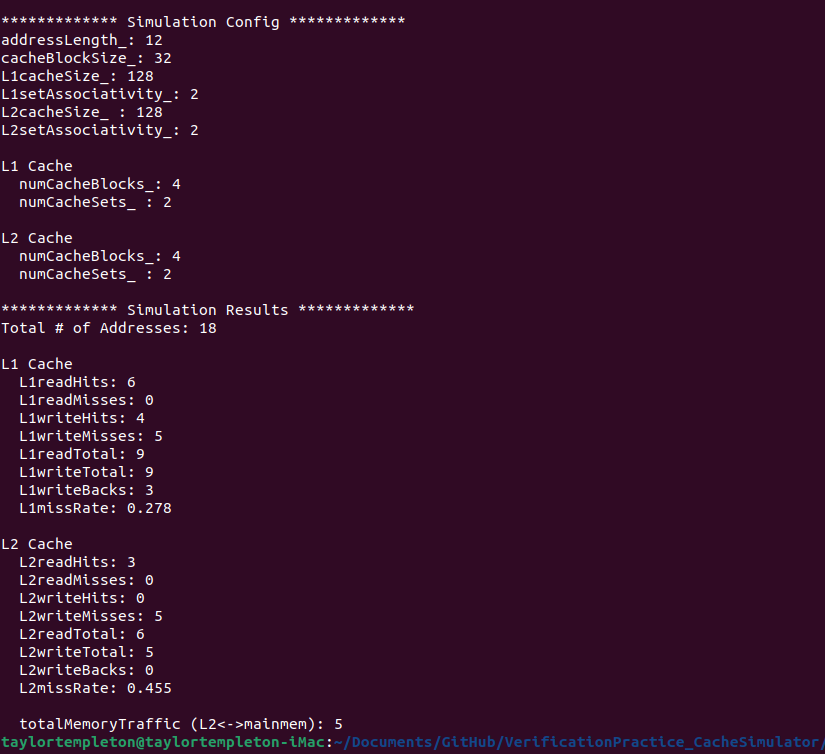 ************* Simulation Config *************
addressLength_: 12
cacheBlockSize_: 32
L1cacheSize_: 128
L1setAssociativity_: 2
L2cacheSize_ : 128
L2setAssociativity_: 2
L1 Cache
  numCacheBlocks_: 4
  numCacheSets_ : 2
L2 Cache
  numCacheBlocks_: 4
  numCacheSets_ : 2
************* Simulation Results *************
Total # of Addresses: 18
L1 Cache
  L1readHits: 6
  L1readMisses: 0
  L1writeHits: 4
  L1writeMisses: 5
  L1readTotal: 9
  L1writeTotal: 9
  L1writeBacks: 3
  L1missRate: 0.278
L2 Cache
  L2readHits: 3
  L2readMisses: 0
  L2writeHits: 0
  L2writeMisses: 5
  L2readTotal: 6
  L2writeTotal: 5
  L2writeBacks: 0
  L2missRate: 0.455
  totalMemoryTraffic (L2<->mainmem): 5
taylortempleton@taylortempleton-iMac:~/Documents/GitHub/VerificationPractice_CacheSimulator/